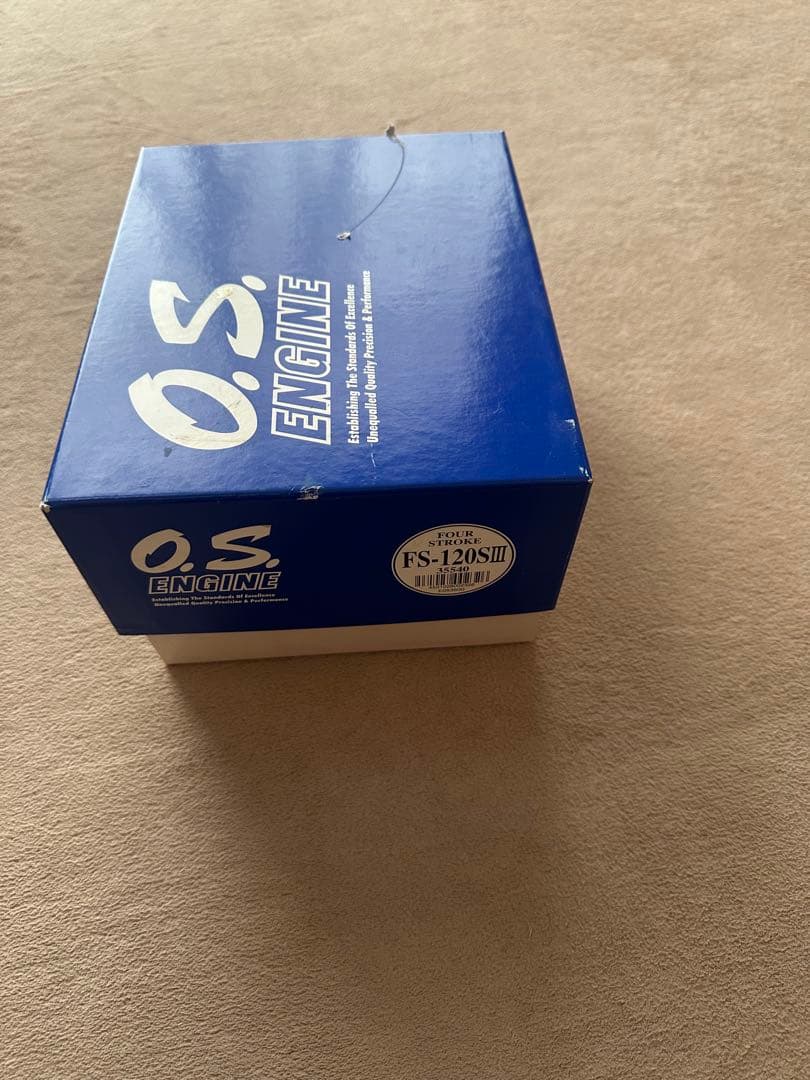 O.S.
ENGINE
Establishing The Standards Of Excellence
Unequalled Quality Precision & Performance
O.S.
ENGINE
Establishing The Standards Of Excellence
Unequalled Quality Precision & Performance
FOUR
STROKE
FS-120SIII
35540